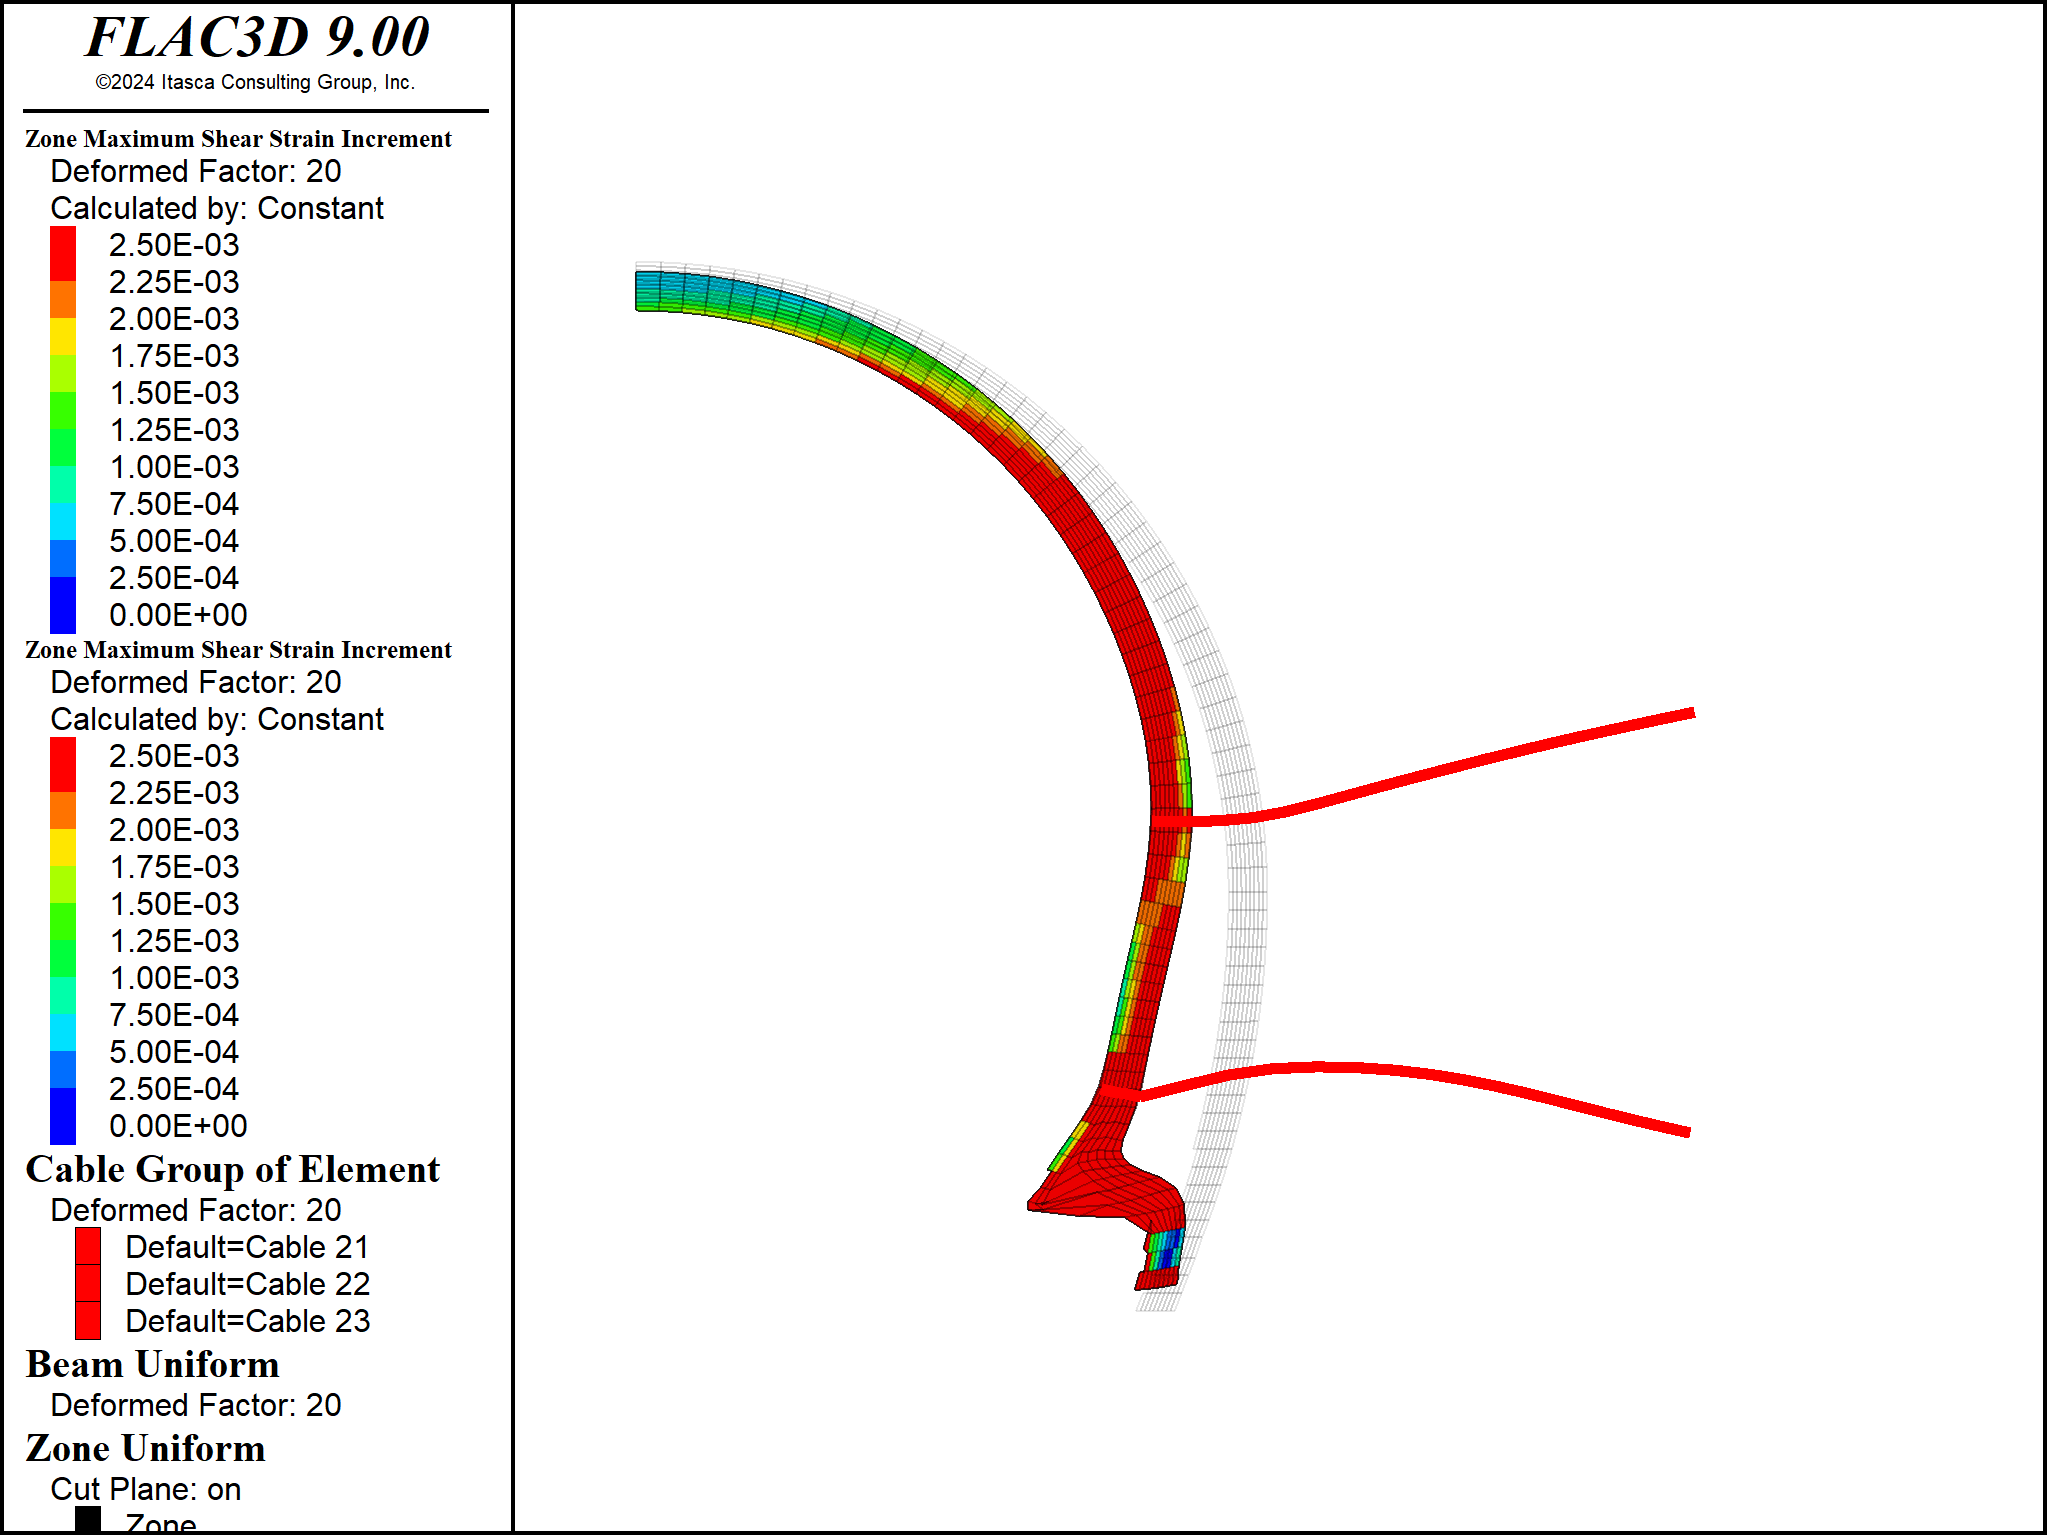 FLAC3D 9.00
©2024 Itasca Consulting Group, Inc.
Zone Maximum Shear Strain Increment
Deformed Factor: 20
Calculated by: Constant
2.50E-03
2.25E-03
2.00E-03
1.75E-03
1.50E-03
1.25E-03
1.00E-03
7.50E-04
5.00E-04
2.50E-04
0.00E+00
Zone Maximum Shear Strain Increment
Deformed Factor: 20
Calculated by: Constant
2.50E-03
2.25E-03
2.00E-03
1.75E-03
1.50E-03
1.25E-03
1.00E-03
7.50E-04
5.00E-04
2.50E-04
0.00E+00
Cable Group of Element
Deformed Factor: 20
Default=Cable 21
Default=Cable 22
Default=Cable 23
Beam Uniform
Deformed Factor: 20
Zone Uniform
Cut Plane: on
Zone